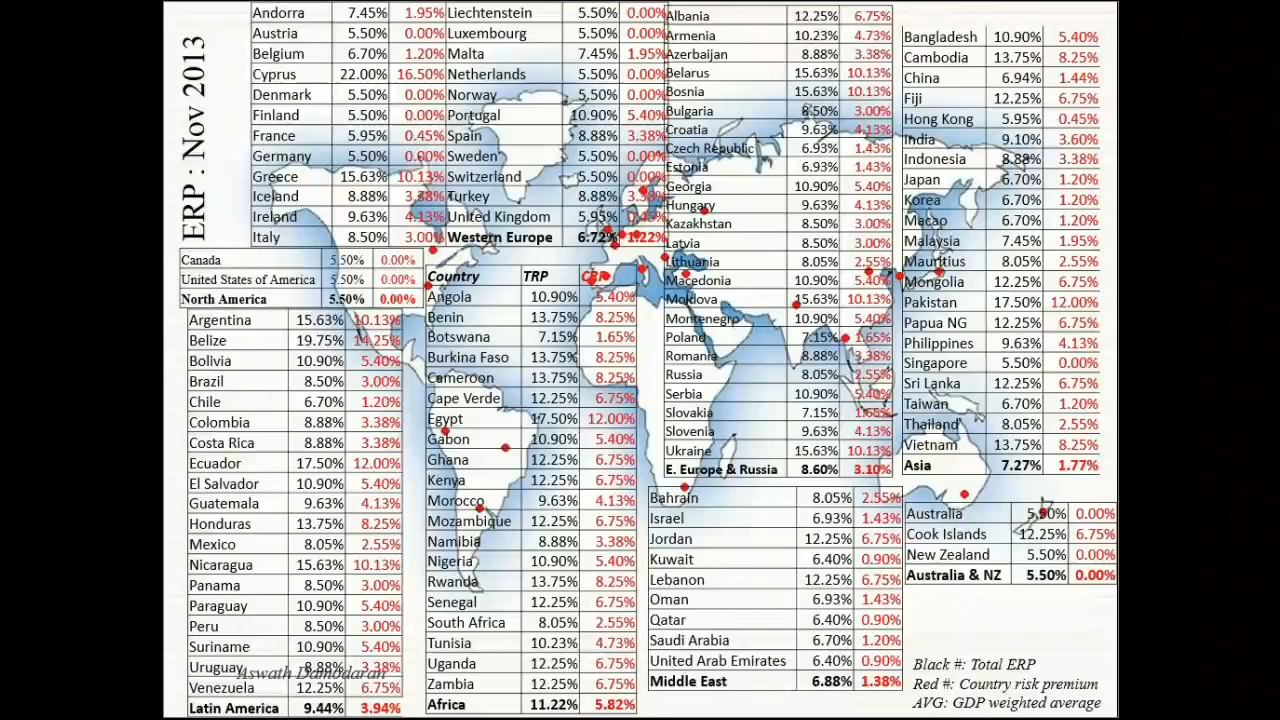 ERP : Nov 2013
Andorra 7.45% 1.95%
Austria 5.50% 0.00%
Belgium 6.70% 1.20%
Cyprus 22.00% 16.50%
Denmark 5.50% 0.00%
Finland 5.50% 0.00%
France 5.95% 0.45%
Germany 5.50% 0.00%
Greece 15.63% 10.13%
Iceland 8.88% 3.38%
Ireland 9.63% 4.13%
Italy 8.50% 3.00%
Liechtenstein 5.50% 0.00%
Luxembourg 5.50% 0.00%
Malta 7.45% 1.95%
Netherlands 5.50% 0.00%
Norway 5.50% 0.00%
Portugal 10.90% 5.40%
Spain 8.88% 3.38%
Sweden 5.50% 0.00%
Switzerland 5.50% 0.00%
Turkey 8.88% 3.38%
United Kingdom 5.95% 0.45%
Western Europe 6.72% 1.22%
Canada 5.50% 0.00%
United States of America 5.50% 0.00%
North America 5.50% 0.00%
Argentina 15.63% 10.13%
Belize 19.75% 14.25%
Bolivia 10.90% 5.40%
Brazil 8.50% 3.00%
Chile 6.70% 1.20%
Colombia 8.88% 3.38%
Costa Rica 8.88% 3.38%
Ecuador 17.50% 12.00%
El Salvador 10.90% 5.40%
Guatemala 9.63% 4.13%
Honduras 13.75% 8.25%
Mexico 8.05% 2.55%
Nicaragua 15.63% 10.13%
Panama 8.50% 3.00%
Paraguay 10.90% 5.40%
Peru 8.50% 3.00%
Suriname 10.90% 5.40%
Uruguay 8.88% 3.38%
Aswath Damodaran
Venezuela 12.25% 6.75%
Latin America 9.44% 3.94%
Country TRP CRP
Angola 10.90% 5.40%
Benin 13.75% 8.25%
Botswana 7.15% 1.65%
Burkina Faso 13.75% 8.25%
Cameroon 13.75% 8.25%
Cape Verde 12.25% 6.75%
Egypt 17.50% 12.00%
Gabon 10.90% 5.40%
Ghana 12.25% 6.75%
Kenya 12.25% 6.75%
Morocco 9.63% 4.13%
Mozambique 12.25% 6.75%
Namibia 8.88% 3.38%
Nigeria 10.90% 5.40%
Rwanda 13.75% 8.25%
Senegal 12.25% 6.75%
South Africa 8.05% 2.55%
Tunisia 10.23% 4.73%
Uganda 12.25% 6.75%
Zambia 12.25% 6.75%
Africa 11.22% 5.82%
Albania 12.25% 6.75%
Armenia 10.23% 4.73%
Azerbaijan 8.88% 3.38%
Belarus 15.63% 10.13%
Bosnia 15.63% 10.13%
Bulgaria 8.50% 3.00%
Croatia 9.63% 4.13%
Czech Republic 6.93% 1.43%
Estonia 6.93% 1.43%
Georgia 10.90% 5.40%
Hungary 9.63% 4.13%
Kazakhstan 8.50% 3.00%
Latvia 8.50% 3.00%
Lithuania 8.05% 2.55%
Macedonia 10.90% 5.40%
Moldova 15.63% 10.13%
Montenegro 10.90% 5.40%
Poland 7.15% 1.65%
Romania 8.88% 3.38%
Russia 8.05% 2.55%
Serbia 10.90% 5.40%
Slovakia 7.15% 1.65%
Slovenia 9.63% 4.13%
Ukraine 15.63% 10.13%
E. Europe & Russia 8.60% 3.10%
Bahrain 8.05% 2.55%
Israel 6.93% 1.43%
Jordan 12.25% 6.75%
Kuwait 6.40% 0.90%
Lebanon 12.25% 6.75%
Oman 6.93% 1.43%
Qatar 6.40% 0.90%
Saudi Arabia 6.70% 1.20%
United Arab Emirates 6.40% 0.90%
Middle East 6.88% 1.38%
Bangladesh 10.90% 5.40%
Cambodia 13.75% 8.25%
China 6.94% 1.44%
Fiji 12.25% 6.75%
Hong Kong 5.95% 0.45%
India 9.10% 3.60%
Indonesia 8.88% 3.38%
Japan 6.70% 1.20%
Korea 6.70% 1.20%
Macao 6.70% 1.20%
Malaysia 7.45% 1.95%
Mauritius 8.05% 2.55%
Mongolia 12.25% 6.75%
Pakistan 17.50% 12.00%
Papua NG 12.25% 6.75%
Philippines 9.63% 4.13%
Singapore 5.50% 0.00%
Sri Lanka 12.25% 6.75%
Taiwan 6.70% 1.20%
Thailand 8.05% 2.55%
Vietnam 13.75% 8.25%
Asia 7.27% 1.77%
Australia 5.50% 0.00%
Cook Islands 12.25% 6.75%
New Zealand 5.50% 0.00%
Australia & NZ 5.50% 0.00%
Black #: Total ERP
Red #: Country risk premium
AVG: GDP weighted average